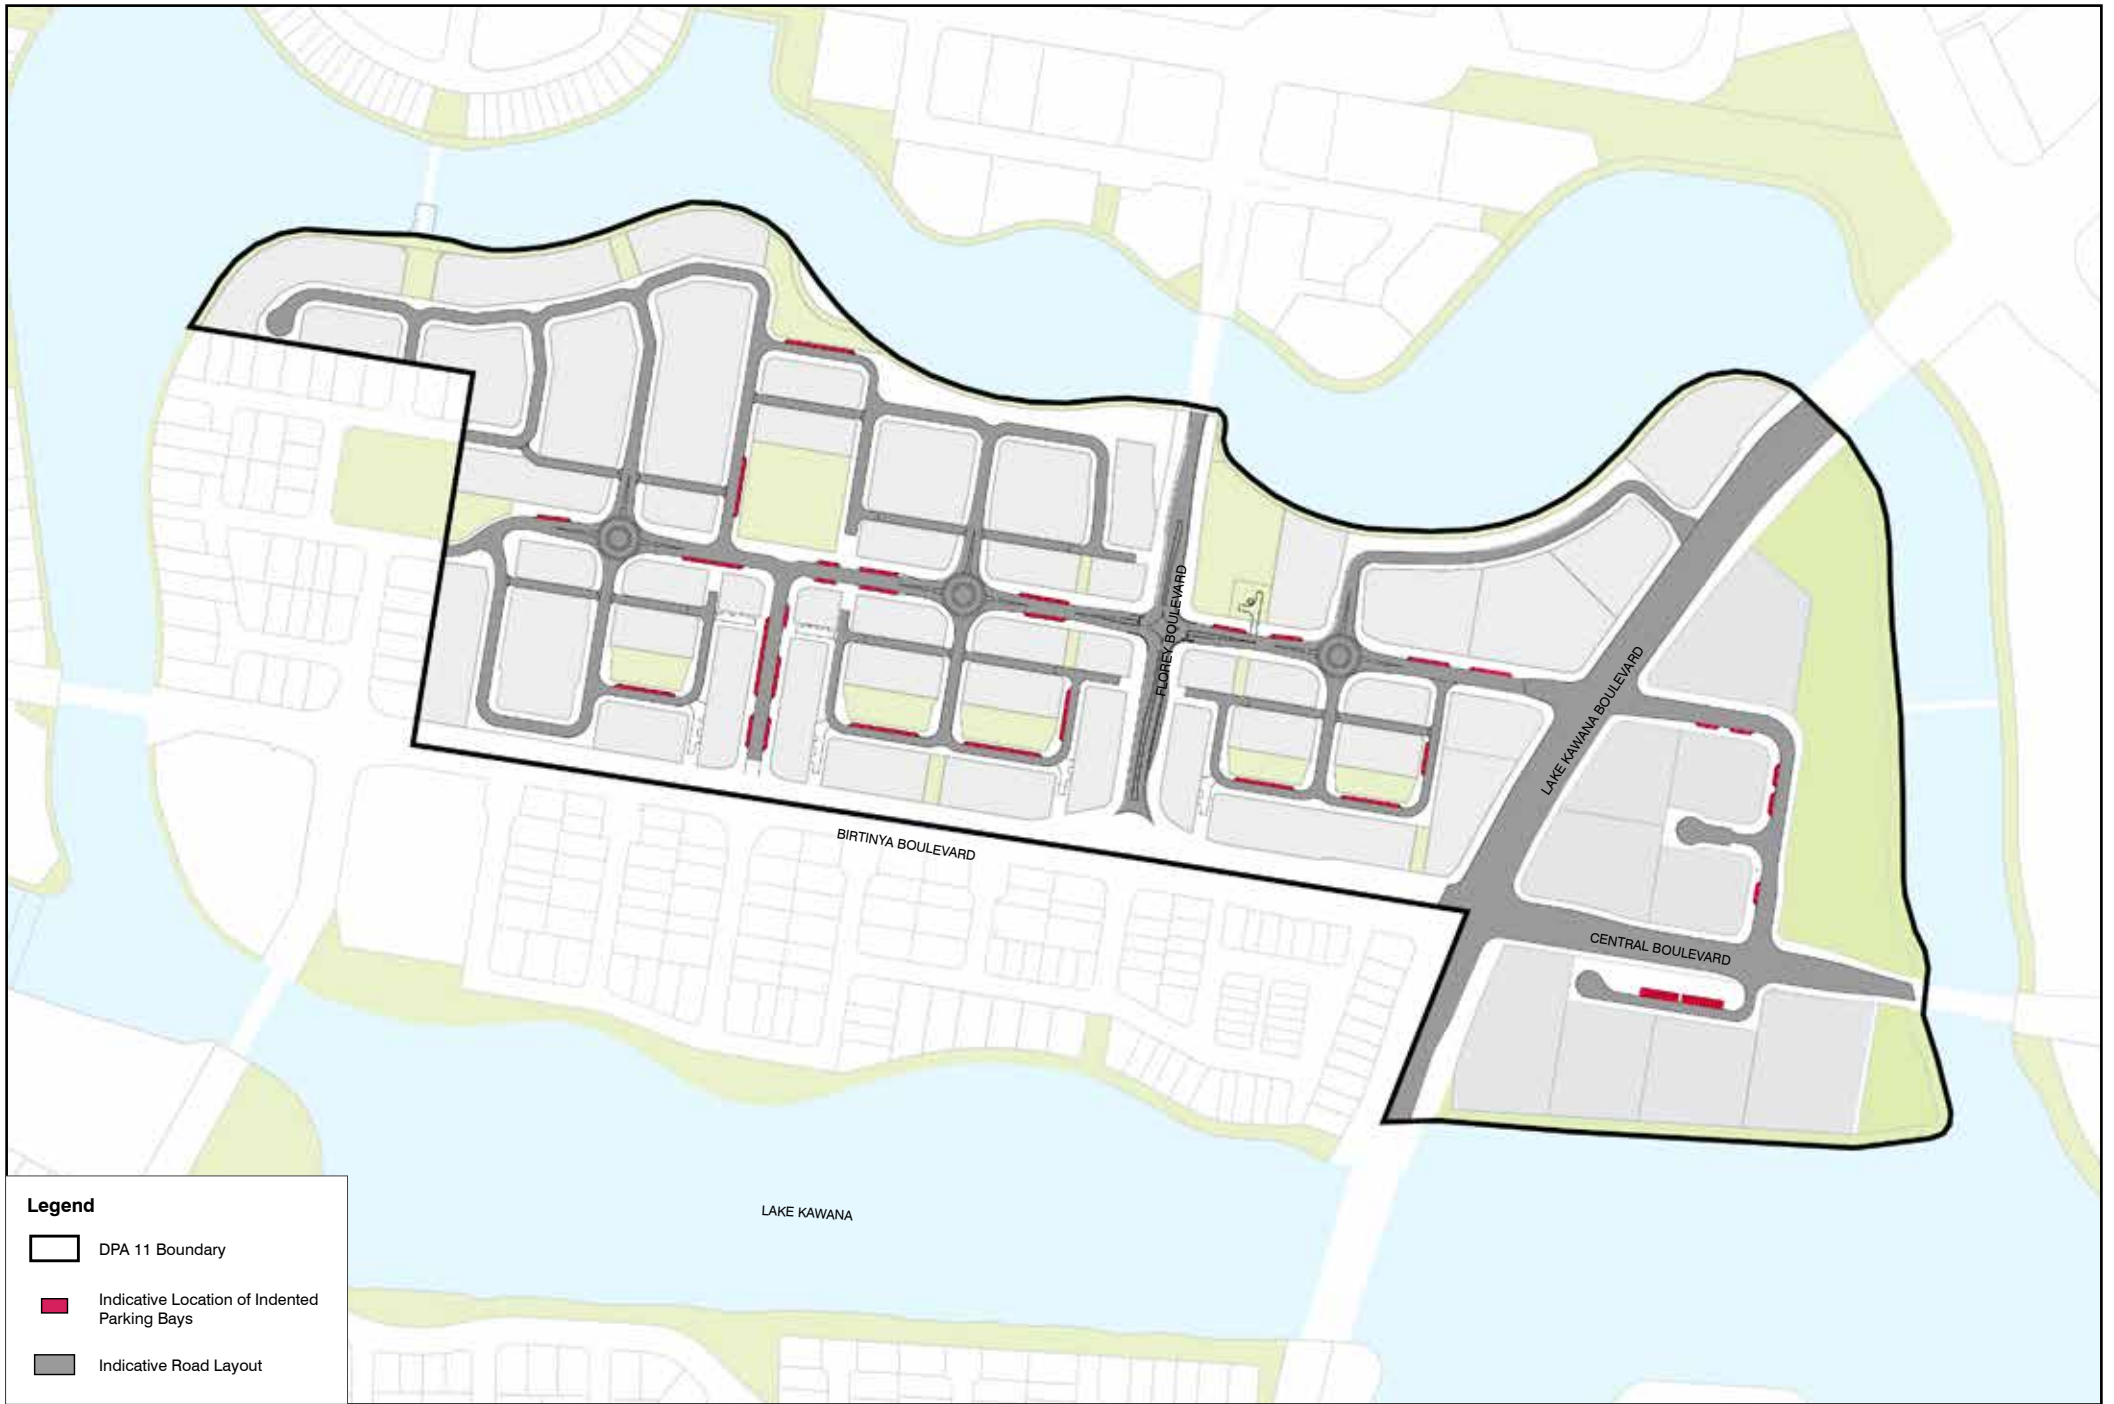 FLOREY BOULEVARD
LAKE KAWANA BOULEVARD
BIRTINYA BOULEVARD
CENTRAL BOULEVARD
LAKE KAWANA
Legend
DPA 11 Boundary
Indicative Location of Indented
Parking Bays
Indicative Road Layout